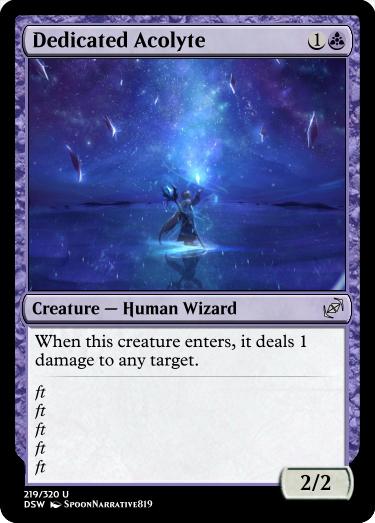 Dedicated Acolyte
1
Creature — Human Wizard
When this creature enters, it deals 1
damage to any target.
ft
ft
ft
ft
ft
2/2
219/320 U
DSW SpoonNarrative819